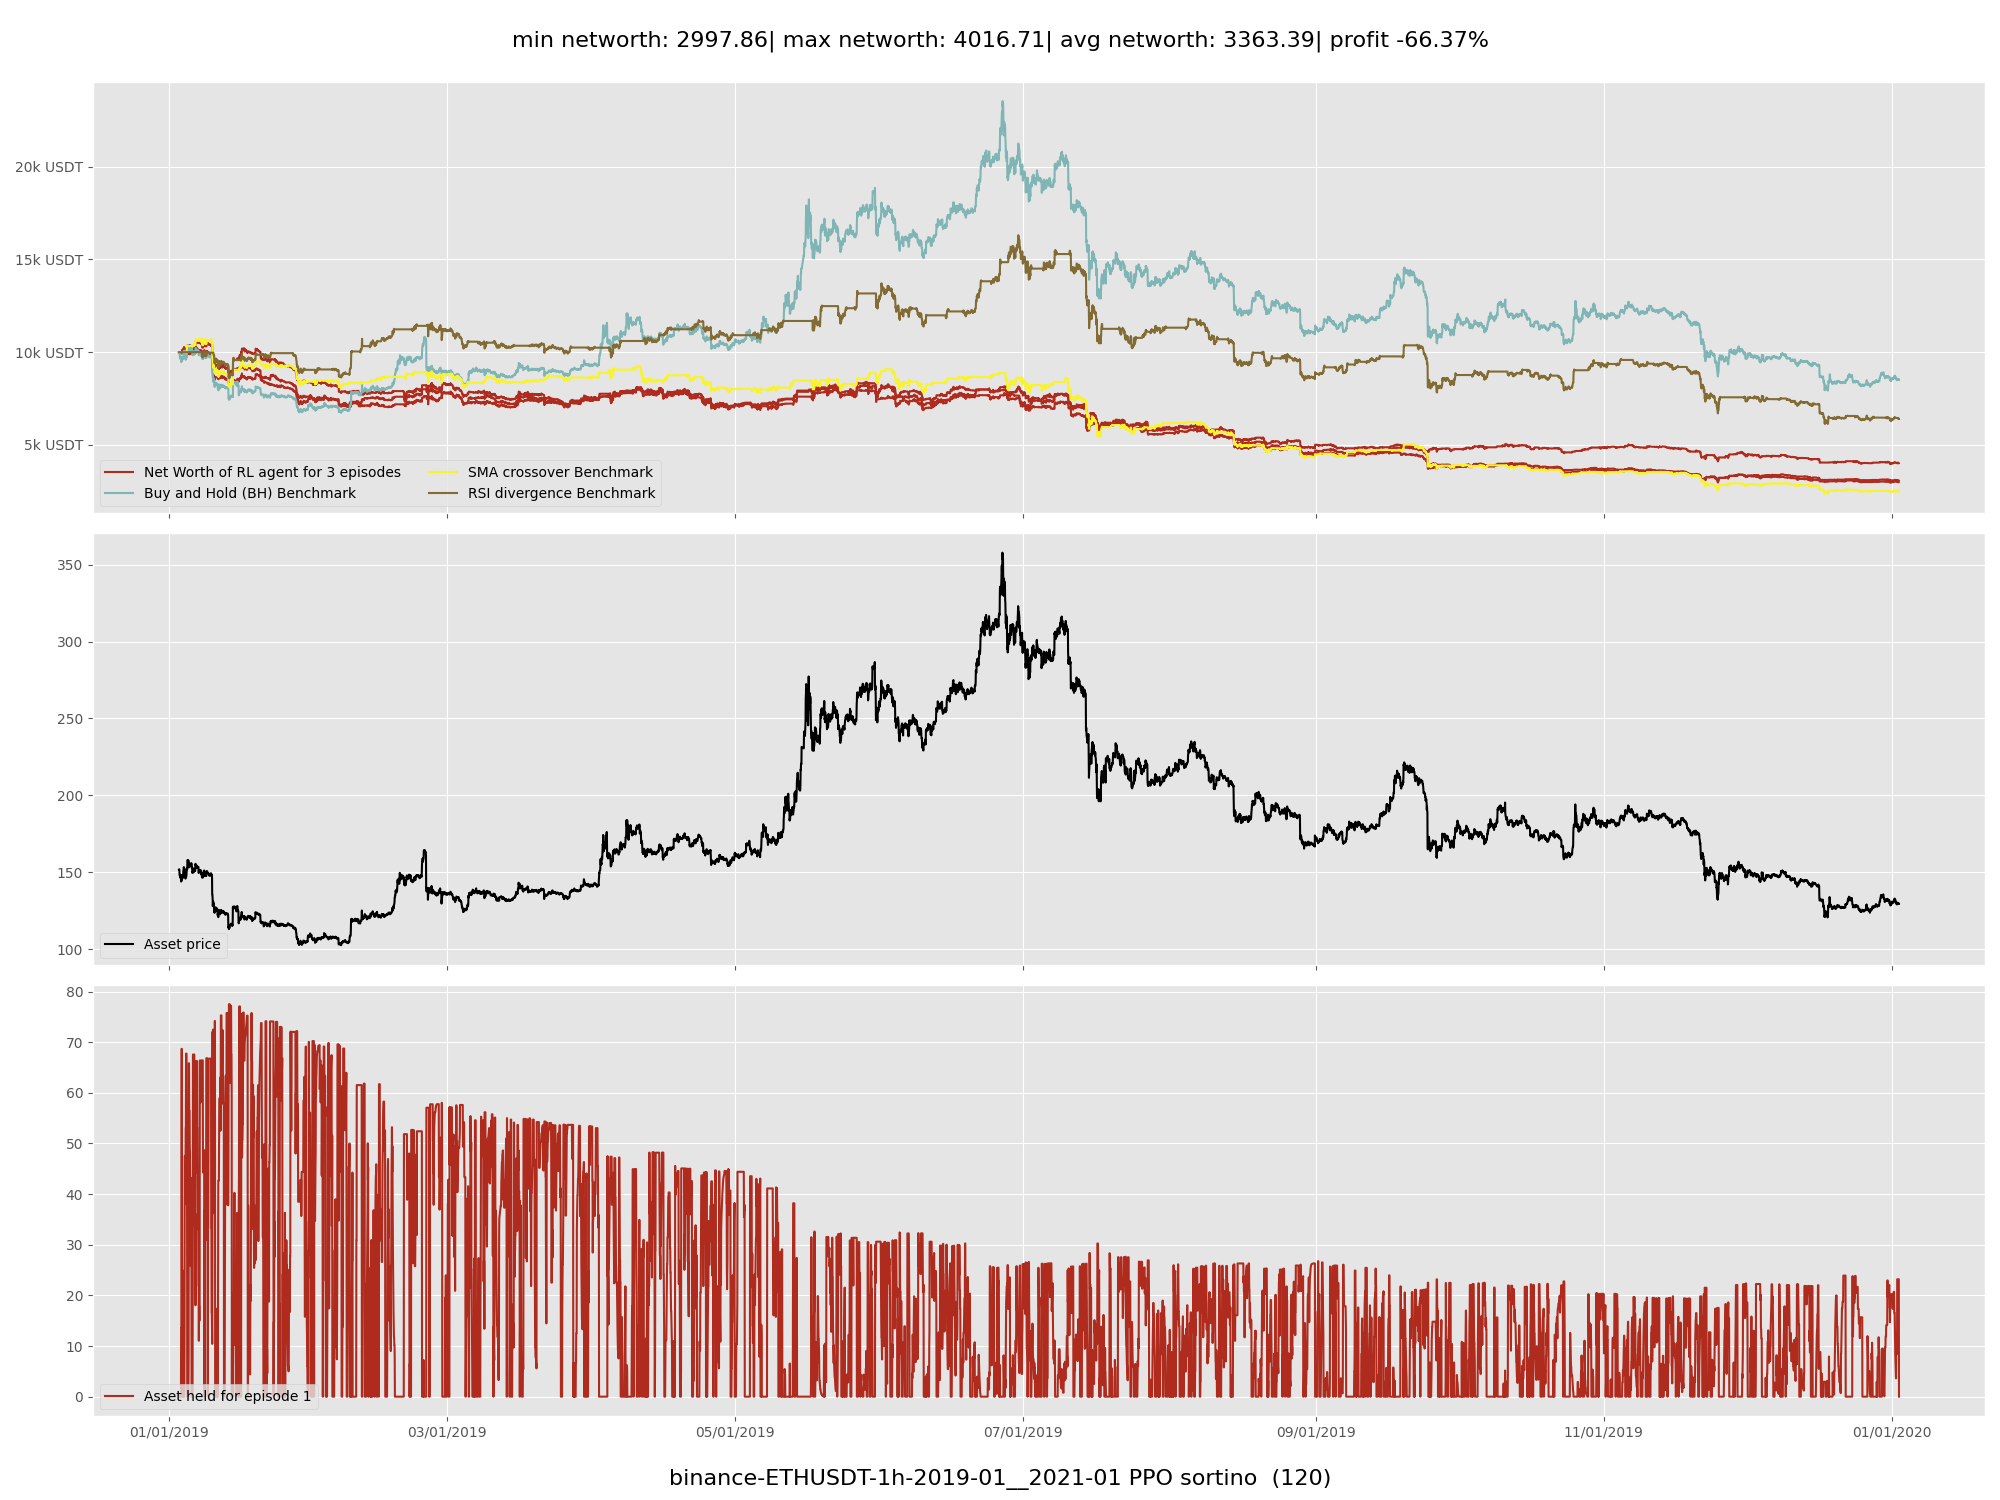 min networth: 2997.86| max networth: 4016.71| avg networth: 3363.39| profit -66.37%
20k USDT
15k USDT
10k USDT
5k USDT
Net Worth of RL agent for 3 episodes
Buy and Hold (BH) Benchmark
SMA crossover Benchmark
RSI divergence Benchmark
350
300
250
200
150
100
Asset price
80
70
60
50
40
30
20
10
0
Asset held for episode 1
01/01/2019 03/01/2019 05/01/2019 07/01/2019 09/01/2019 11/01/2019 01/01/2020
binance-ETHUSDT-1h-2019-01__2021-01 PPO sortino (120)